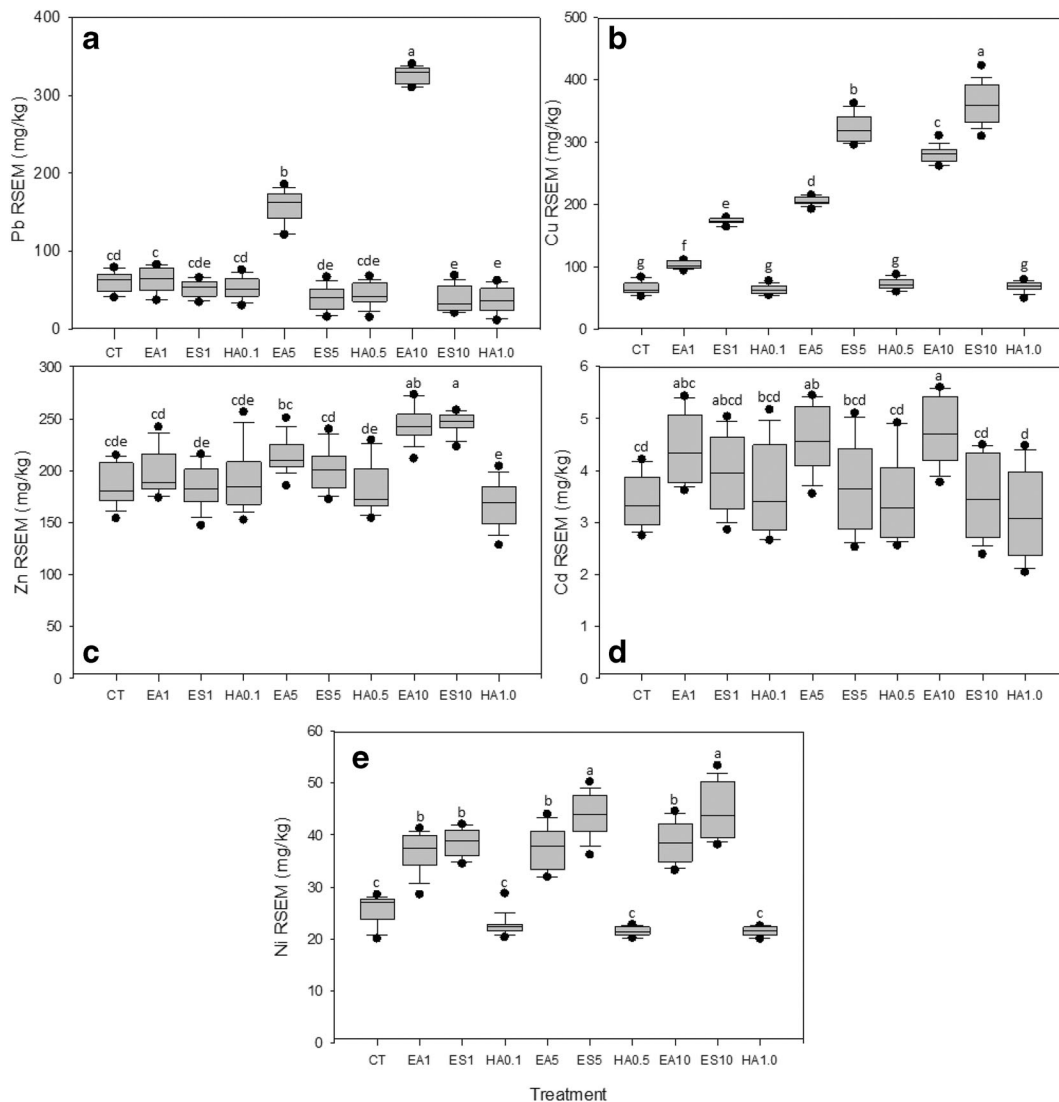 a
Pb RSEM (mg/kg)
400
300
200
100
0
cd c cde cd b de cde a e e
CT EA1 ES1 HA0.1 EA5 ES5 HA0.5 EA10 ES10 HA1.0
b
Cu RSEM (mg/kg)
500
400
300
200
100
0
g f e g d b g c a g
CT EA1 ES1 HA0.1 EA5 ES5 HA0.5 EA10 ES10 HA1.0
c
Zn RSEM (mg/kg)
300
250
200
150
100
50
0
cde cd de cde bc cd de ab a e
CT EA1 ES1 HA0.1 EA5 ES5 HA0.5 EA10 ES10 HA1.0
d
Cd RSEM (mg/kg)
6
5
4
3
2
1
0
cd abc abcd bcd ab bcd cd a cd d
CT EA1 ES1 HA0.1 EA5 ES5 HA0.5 EA10 ES10 HA1.0
e
Ni RSEM (mg/kg)
60
50
40
30
20
10
0
c b b c b a c b a c
CT EA1 ES1 HA0.1 EA5 ES5 HA0.5 EA10 ES10 HA1.0
Treatment